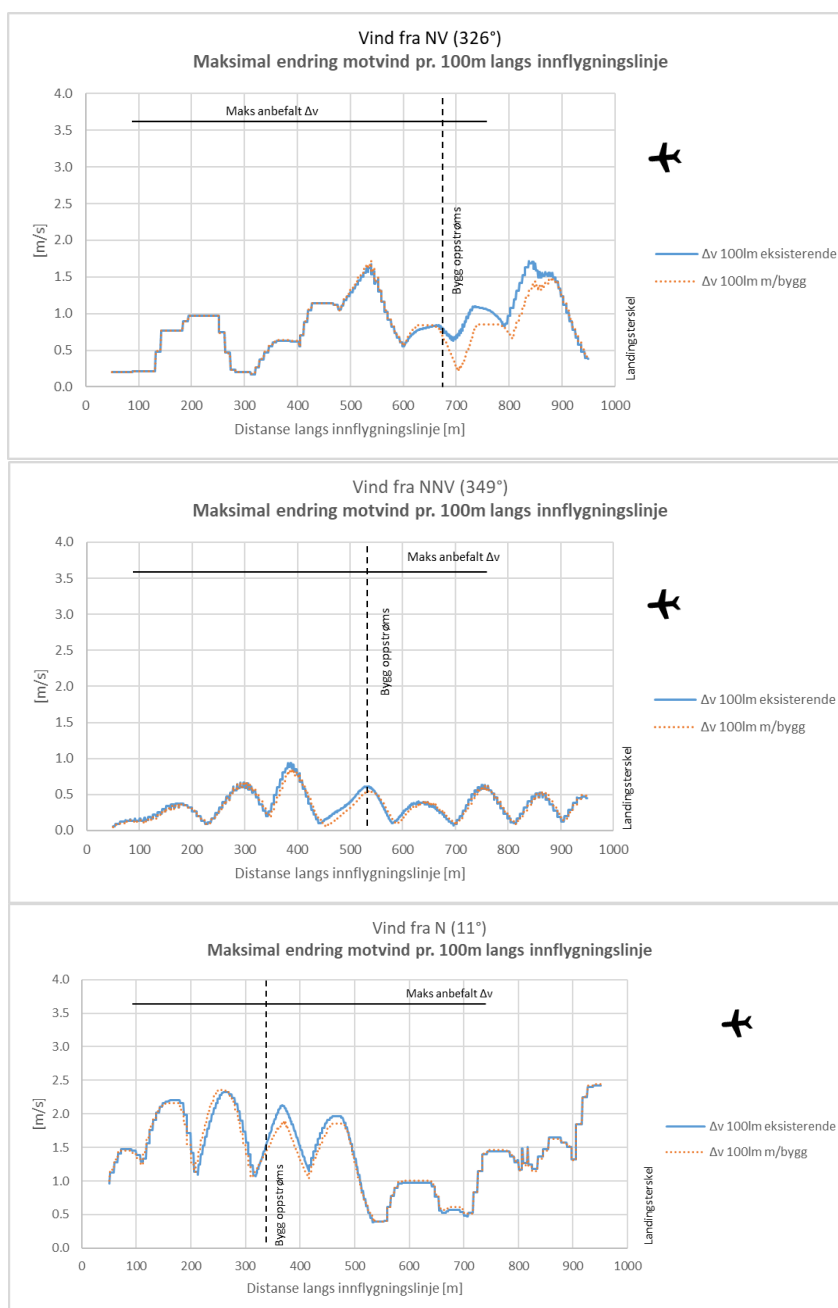 Vind fra NV (326°)
Maksimal endring motvind pr. 100m langs innflygningslinje
4.0
3.5
3.0
2.5
2.0
1.5
1.0
0.5
0.0
[m/s]
Maks anbefalt Δv
Bygg oppstrøms
Landingsterskel
Δv 100lm eksisterende
Δv 100lm m/bygg
0 100 200 300 400 500 600 700 800 900 1000
Distanse langs innflygningslinje [m]
Vind fra NNV (349°)
Maksimal endring motvind pr. 100m langs innflygningslinje
4.0
3.5
3.0
2.5
2.0
1.5
1.0
0.5
0.0
[m/s]
Maks anbefalt Δv
Bygg oppstrøms
Landingsterskel
Δv 100lm eksisterende
Δv 100lm m/bygg
0 100 200 300 400 500 600 700 800 900 1000
Distanse langs innflygningslinje [m]
Vind fra N (11°)
Maksimal endring motvind pr. 100m langs innflygningslinje
4.0
3.5
3.0
2.5
2.0
1.5
1.0
0.5
0.0
[m/s]
Maks anbefalt Δv
Bygg oppstrøms
Landingsterskel
Δv 100lm eksisterende
Δv 100lm m/bygg
0 100 200 300 400 500 600 700 800 900 1000
Distanse langs innflygningslinje [m]